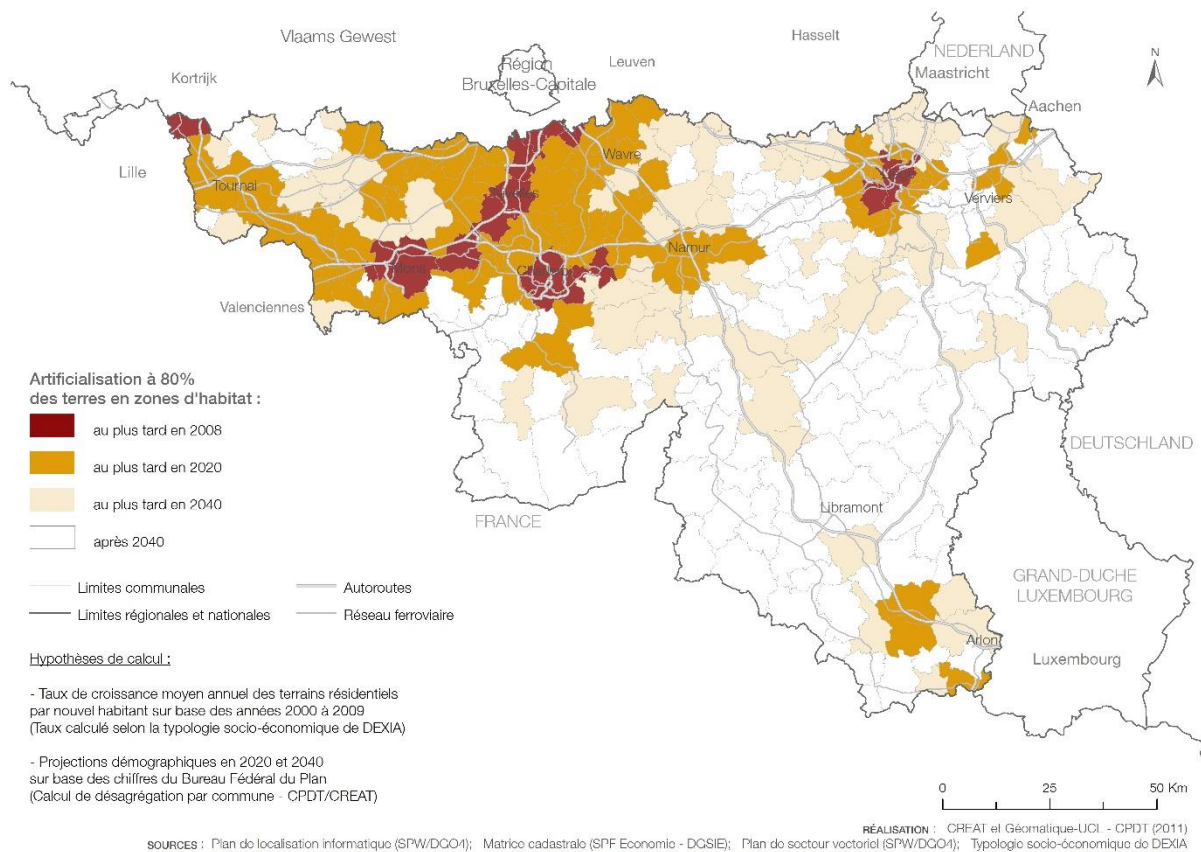 Vlaams Gewest
Hasselt
NEDERLAND
Maastricht
N
Kortrijk
Région
Bruxelles-Capitale
Leuven
Aachen
Lille
Wavre
Tournai
Verviers
Namur
Mons
Valenciennes
Artificialisation à 80%
des terres en zones d'habitat :
au plus tard en 2008
au plus tard en 2020
au plus tard en 2040
après 2040
DEUTSCHLAND
Libramont
FRANCE
GRAND-DUCHE
LUXEMBOURG
Arlon
Luxembourg
Limites communales
Autoroutes
Limites régionales et nationales
Réseau ferroviaire
Hypothèses de calcul :
- Taux de croissance moyen annuel des terrains résidentiels
par nouvel habitant sur base des années 2000 à 2009
(Taux calculé selon la typologie socio-économique de DEXIA)
- Projections démographiques en 2020 et 2040
sur base des chiffres du Bureau Fédéral du Plan
(Calcul de désagrégation par commune - CPDT/CREAT)
0 25 50 Km
RÉALISATION : CREAT et Géomatique-UCL - CPDT (2011)
SOURCES : Plan de localisation informatique (SPW/DGO4); Matrice cadastrale (SPF Economie - DGSIE); Plan de secteur vectoriel (SPW/DGO4); Typologie socio-économique de DEXIA